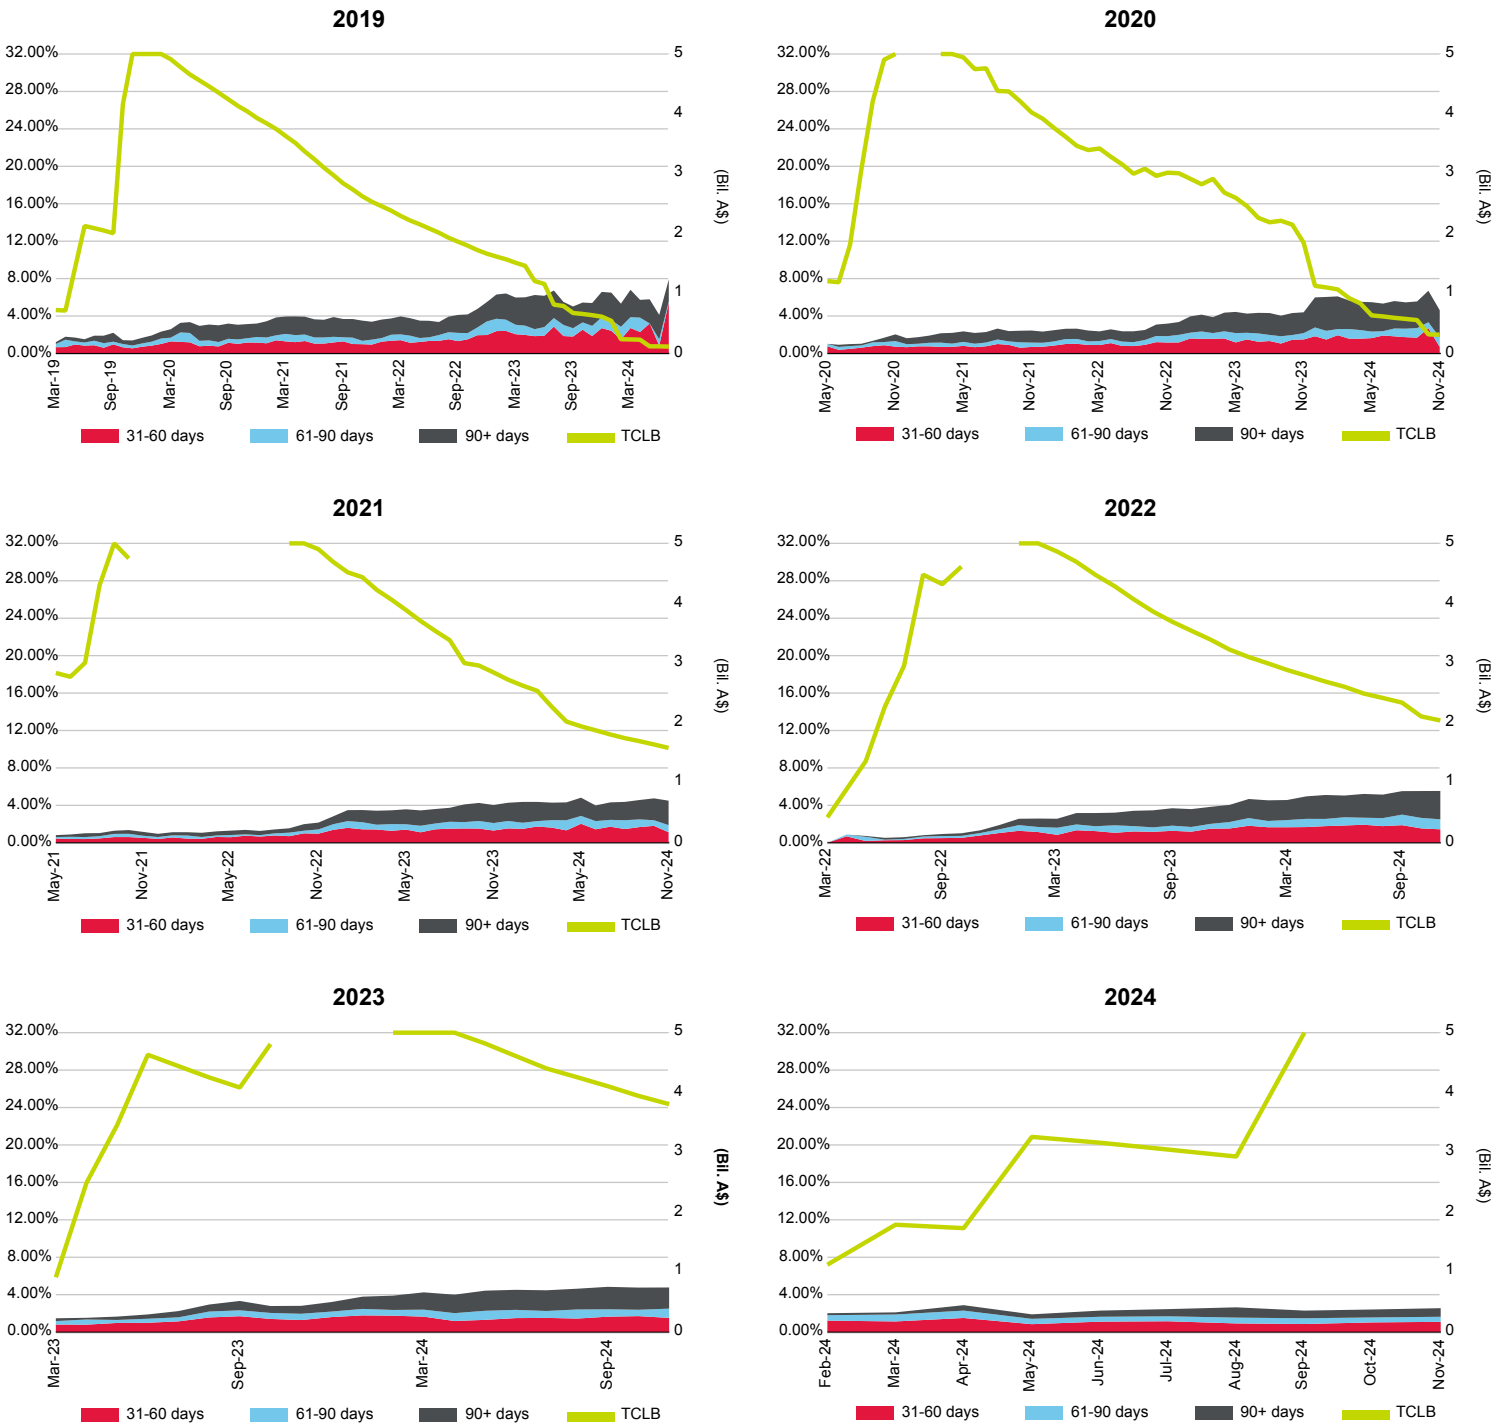 2019
32.00%
28.00%
24.00%
20.00%
16.00%
12.00%
8.00%
4.00%
0.00%
5
4
3
2
1
0
(Bil. A$)
Mar-19
Sep-19
Mar-20
Sep-20
Mar-21
Sep-21
Mar-22
Sep-22
Mar-23
Sep-23
Mar-24
31-60 days 61-90 days 90+ days TCLB
2020
32.00%
28.00%
24.00%
20.00%
16.00%
12.00%
8.00%
4.00%
0.00%
5
4
3
2
1
0
(Bil. A$)
May-20
Nov-20
May-21
Nov-21
May-22
Nov-22
May-23
Nov-23
May-24
Nov-24
31-60 days 61-90 days 90+ days TCLB
2021
32.00%
28.00%
24.00%
20.00%
16.00%
12.00%
8.00%
4.00%
0.00%
5
4
3
2
1
0
(Bil. A$)
May-21
Nov-21
May-22
Nov-22
May-23
Nov-23
May-24
Nov-24
31-60 days 61-90 days 90+ days TCLB
2022
32.00%
28.00%
24.00%
20.00%
16.00%
12.00%
8.00%
4.00%
0.00%
5
4
3
2
1
0
(Bil. A$)
Mar-22
Sep-22
Mar-23
Sep-23
Mar-24
Sep-24
31-60 days 61-90 days 90+ days TCLB
2023
32.00%
28.00%
24.00%
20.00%
16.00%
12.00%
8.00%
4.00%
0.00%
5
4
3
2
1
0
(Bil. A$)
Mar-23
Sep-23
Mar-24
Sep-24
31-60 days 61-90 days 90+ days TCLB
2024
32.00%
28.00%
24.00%
20.00%
16.00%
12.00%
8.00%
4.00%
0.00%
5
4
3
2
1
0
(Bil. A$)
Feb-24
Mar-24
Apr-24
May-24
Jun-24
Jul-24
Aug-24
Sep-24
Oct-24
Nov-24
31-60 days 61-90 days 90+ days TCLB